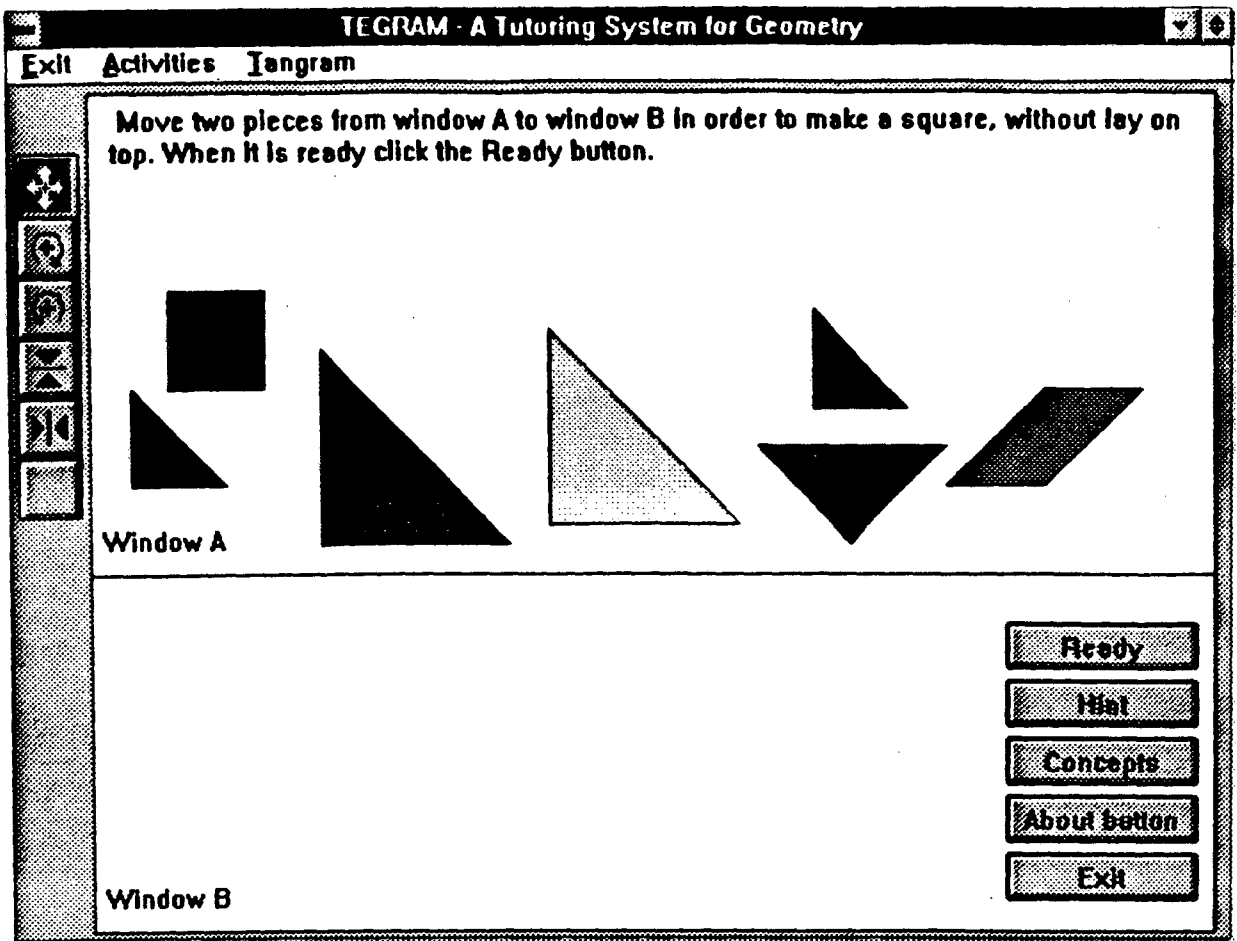 TEGRAM - A Tutoring System for Geometry
Exit Activities Tangram
Move two pieces from window A to window B in order to make a square, without lay on
top. When it is ready click the Ready button.
Window A
Ready
Hint
Concepts
About button
Exit
Window B